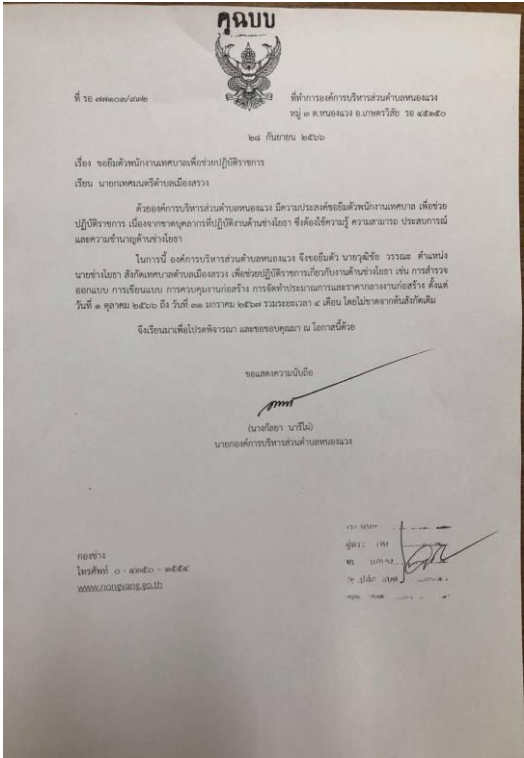 คู่ฉบับ
ที่ รอ ๗๗๑๐๓/๔๓๒
ที่ทำการองค์การบริหารส่วนตำบลหนองแวง
หมู่ ๓ ต.หนองแวง อ.เกษตรวิสัย รอ ๔๕๑๕๐
๒๘ กันยายน ๒๕๖๖
เรื่อง ขอยืมตัวพนักงานเทศบาลเพื่อช่วยปฏิบัติราชการ
เรียน นายกเทศมนตรีตำบลเมืองสรวง
ด้วยองค์การบริหารส่วนตำบลหนองแวง มีความประสงค์ขอยืมตัวพนักงานเทศบาล เพื่อช่วย
ปฏิบัติราชการ เนื่องจากขาดบุคลากรที่ปฏิบัติงานด้านช่างโยธา ซึ่งต้องใช้ความรู้ ความสามารถ ประสบการณ์
และความชำนาญด้านช่างโยธา
ในการนี้ องค์การบริหารส่วนตำบลหนองแวง จึงขอยืมตัว นายวุฒิชัย วรรณะ ตำแหน่ง
นายช่างโยธา สังกัดเทศบาลตำบลเมืองสรวง เพื่อช่วยปฏิบัติราชการเกี่ยวกับงานด้านช่างโยธา เช่น การสำรวจ
ออกแบบ การเขียนแบบ การควบคุมงานก่อสร้าง การจัดทำประมาณการและราคากลางงานก่อสร้าง ตั้งแต่
วันที่ ๑ ตุลาคม ๒๕๖๖ ถึง วันที่ ๓๑ มกราคม ๒๕๖๗ รวมระยะเวลา ๔ เดือน โดยไม่ขาดจากต้นสังกัดเดิม
จึงเรียนมาเพื่อโปรดพิจารณา และขอขอบคุณมา ณ โอกาสนี้ด้วย
ขอแสดงความนับถือ
(นางกัลยา นารีไผ่)
นายกองค์การบริหารส่วนตำบลหนองแวง
กองช่าง
โทรศัพท์ ๐ - ๔๓๕๐ - ๑๕๕๔
www.nongvang.go.th